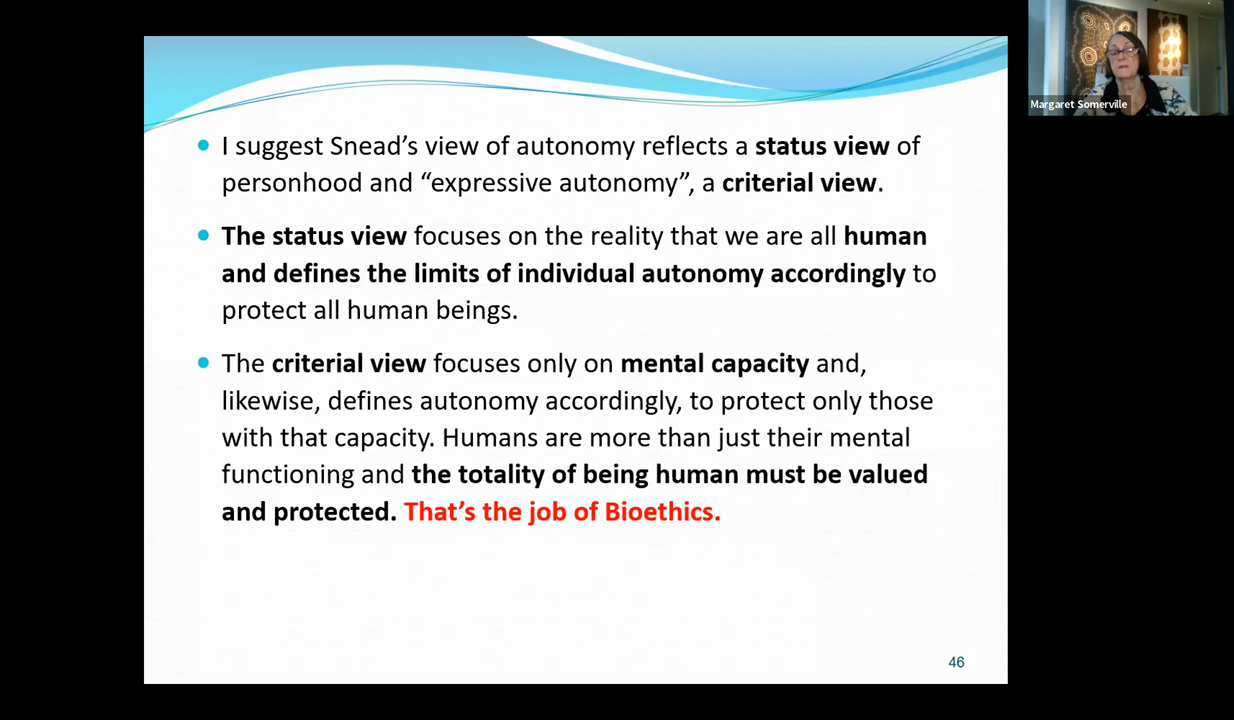 I suggest Snead’s view of autonomy reflects a status view of
personhood and “expressive autonomy”, a criterial view.
The status view focuses on the reality that we are all human
and defines the limits of individual autonomy accordingly to
protect all human beings.
The criterial view focuses only on mental capacity and,
likewise, defines autonomy accordingly, to protect only those
with that capacity. Humans are more than just their mental
functioning and the totality of being human must be valued
and protected. That’s the job of Bioethics.
46
Margaret Somerville